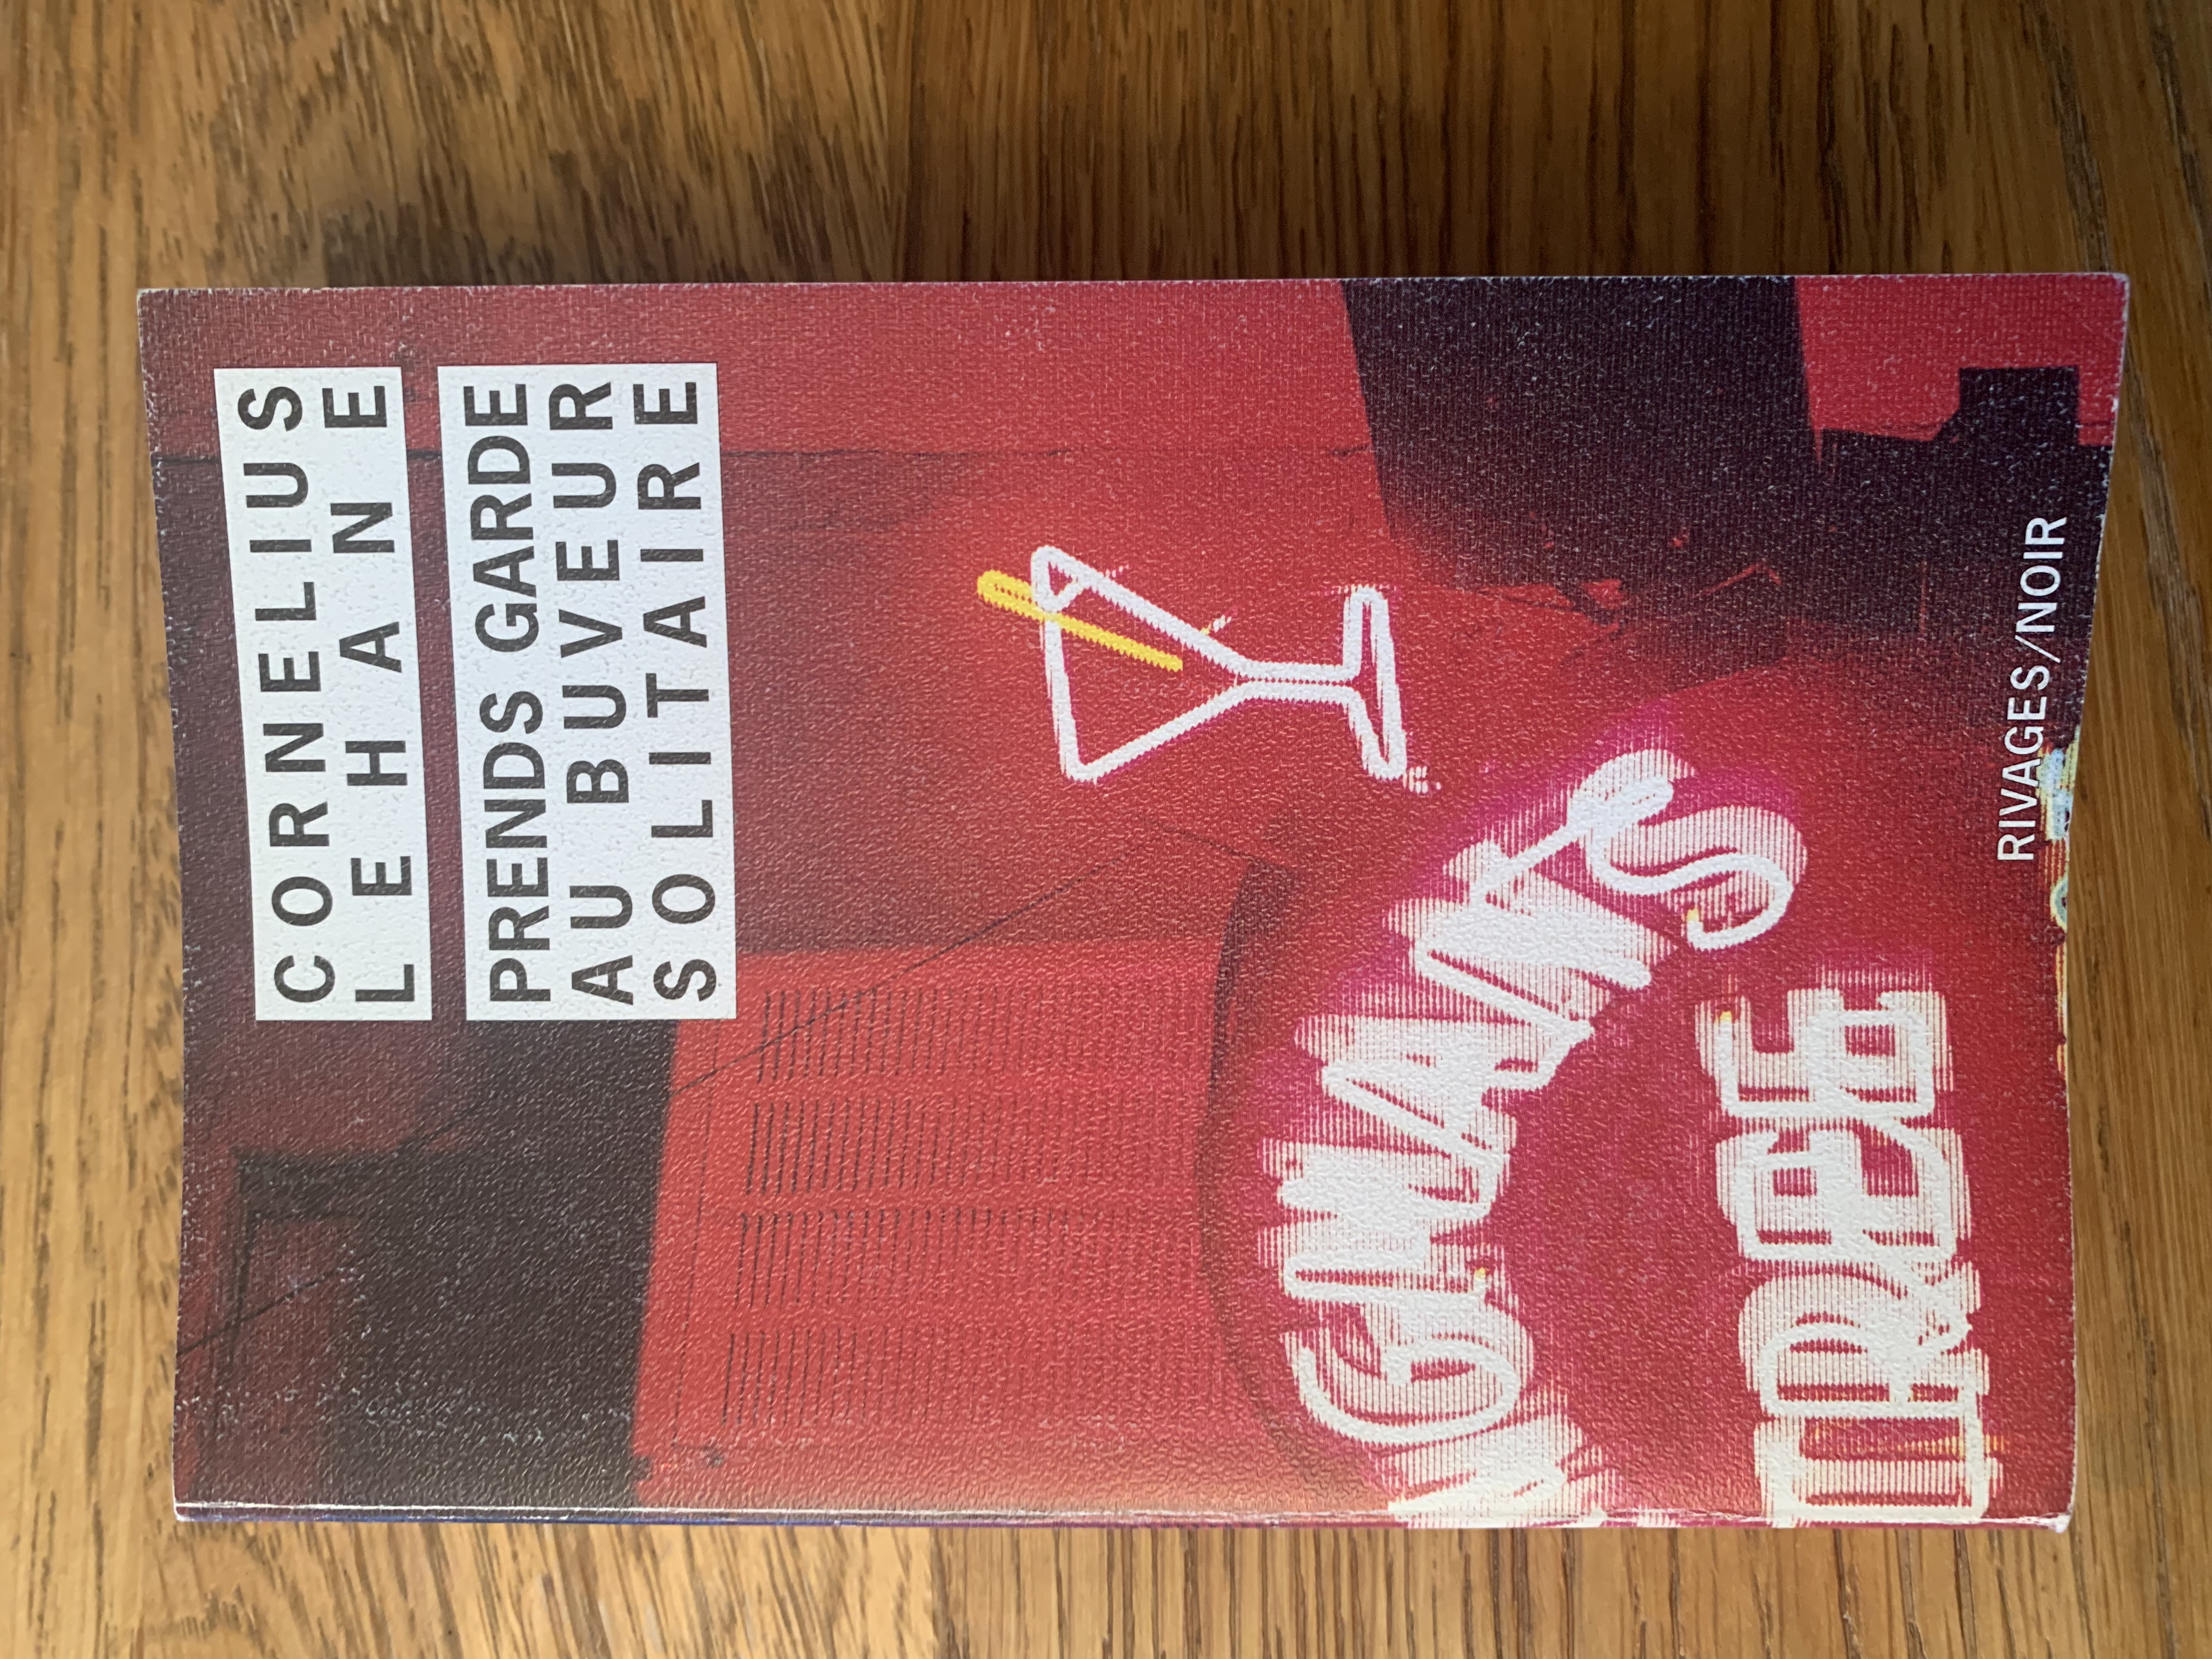 CORNELIUS
LEHANE
PRENDS GARDE
AU BUVEUR
SOLITAIRE
RIVAGES/NOIR